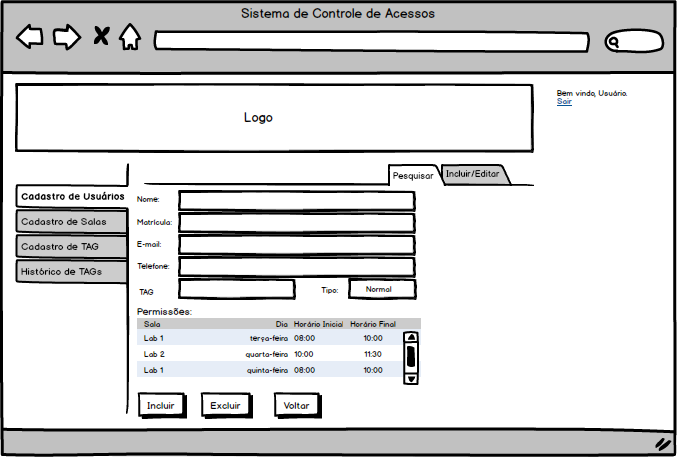 Sistema de Controle de Acessos
Logo
Bem vindo, Usuário.
Sair
Pesquisar
Incluir/Editar
Cadastro de Usuários
Cadastro de Salas
Cadastro de TAG
Histórico de TAGs
Nome:
Matrícula:
E-mail:
Telefone:
TAG
Tipo: Normal
Permissões:
Sala Dia Horário Inicial Horário Final
Lab 1 terça-feira 08:00 10:00
Lab 2 quarta-feira 10:00 11:30
Lab 1 quinta-feira 08:00 10:00
Incluir Excluir Voltar